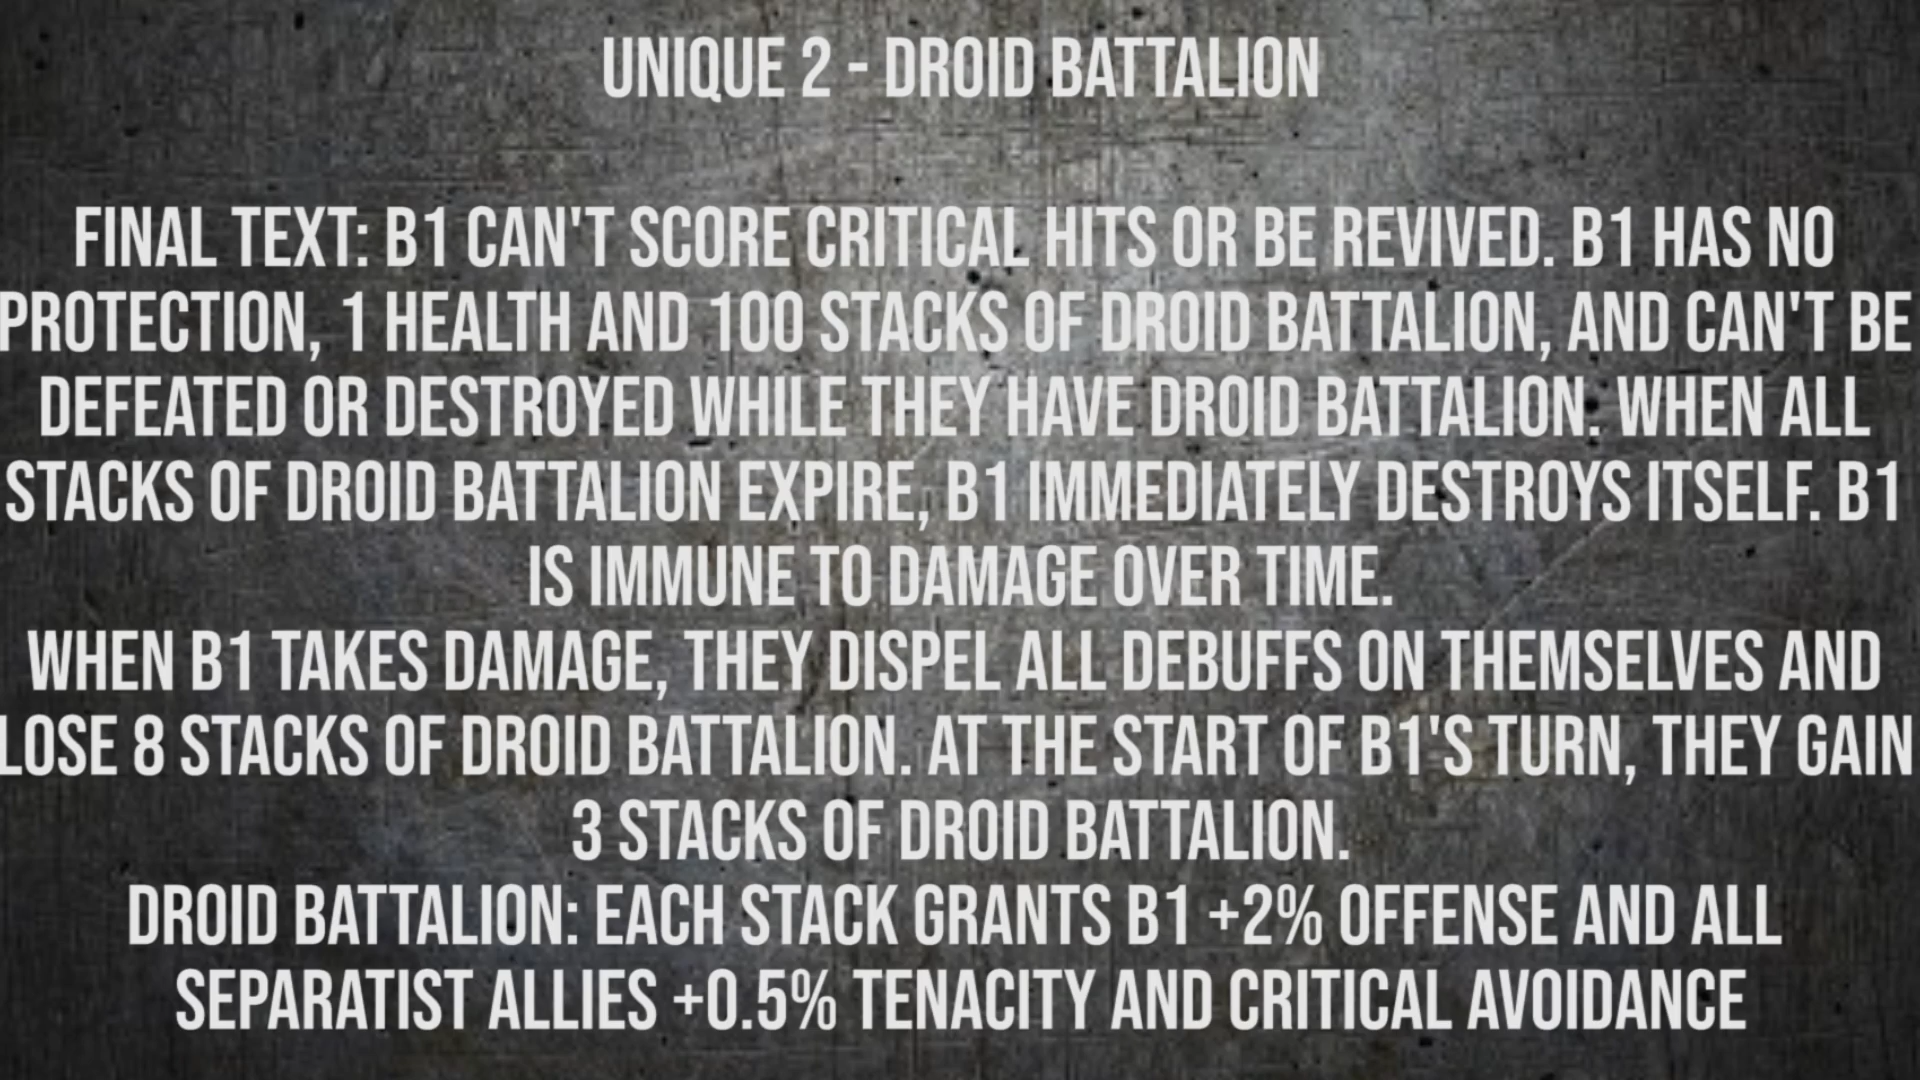 UNIQUE 2 - DROID BATTALION
FINAL TEXT: B1 CAN'T SCORE CRITICAL HITS OR BE REVIVED. B1 HAS NO
PROTECTION, 1 HEALTH AND 100 STACKS OF DROID BATTALION, AND CAN'T BE
DEFEATED OR DESTROYED WHILE THEY HAVE DROID BATTALION. WHEN ALL
STACKS OF DROID BATTALION EXPIRE, B1 IMMEDIATELY DESTROYS ITSELF. B1
IS IMMUNE TO DAMAGE OVER TIME.
WHEN B1 TAKES DAMAGE, THEY DISPEL ALL DEBUFFS ON THEMSELVES AND
LOSE 8 STACKS OF DROID BATTALION. AT THE START OF B1'S TURN, THEY GAIN
3 STACKS OF DROID BATTALION.
DROID BATTALION: EACH STACK GRANTS B1 +2% OFFENSE AND ALL
SEPARATIST ALLIES +0.5% TENACITY AND CRITICAL AVOIDANCE